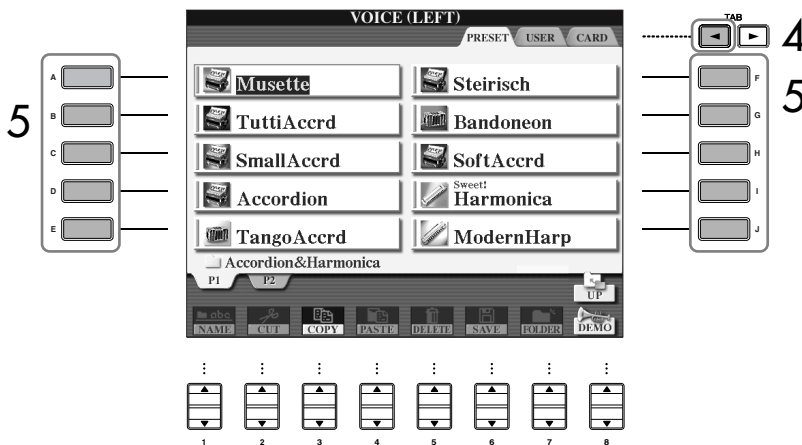 VOICE (LEFT)
PRESET USER CARD
TAB
4
5
5
A
B
C
D
E
F
G
H
I
J
Musette
TuttiAccrd
SmallAccrd
Accordion
TangoAccrd
Steirisch
Bandoneon
SoftAccrd
Sweet!
Harmonica
ModernHarp
Accordion&Harmonica
P1 P2
UP
abc
NAME CUT COPY PASTE DELETE SAVE FOLDER DEMO
1 2 3 4 5 6 7 8